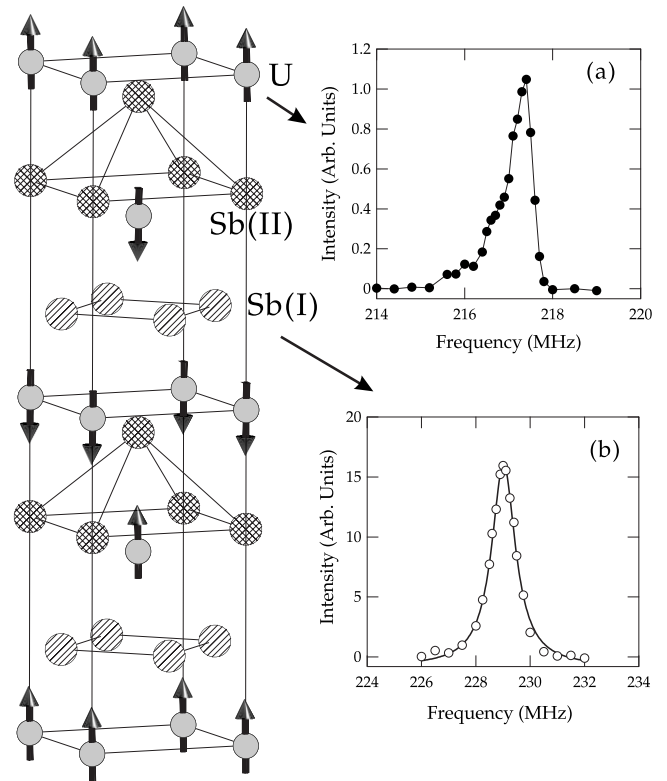 U
Sb(II)
Sb(I)
(a)
Intensity (Arb. Units)
1.2
1.0
0.8
0.6
0.4
0.2
0
214 216 218 220
Frequency (MHz)
(b)
Intensity (Arb. Units)
20
15
10
5
0
224 226 228 230 232 234
Frequency (MHz)